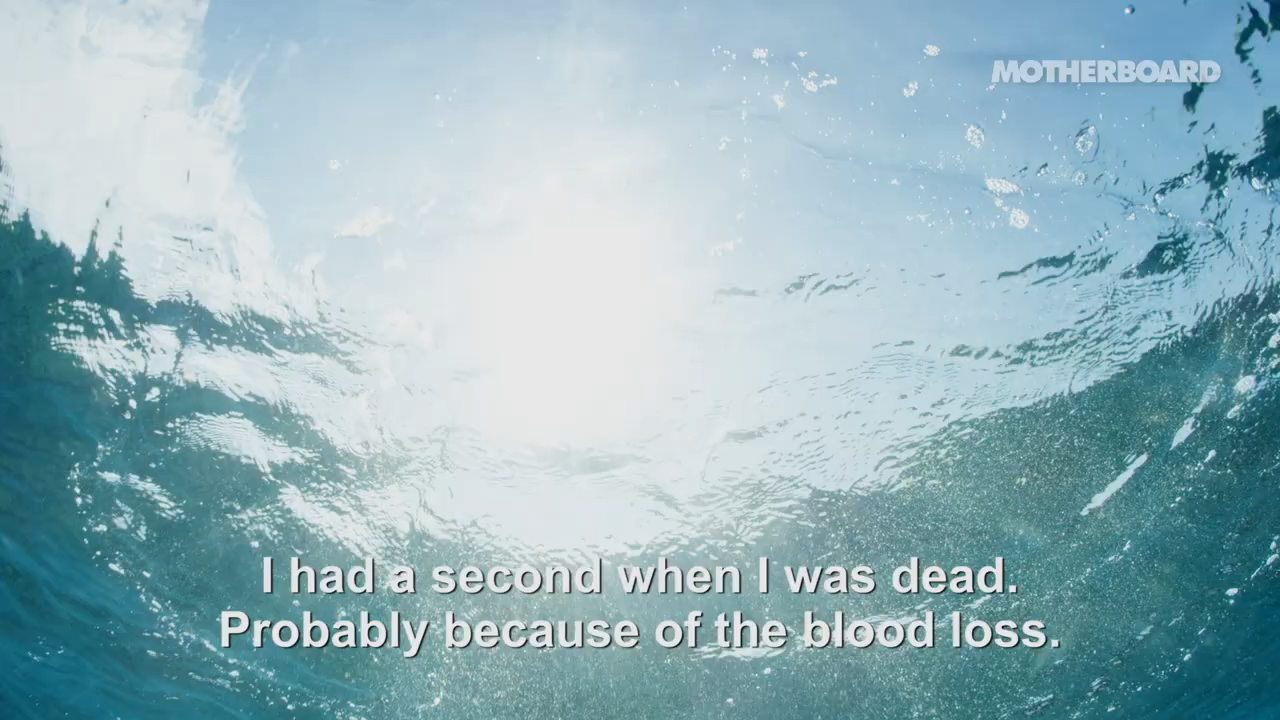 MOTHERBOARD
I had a second when I was dead.
Probably because of the blood loss.